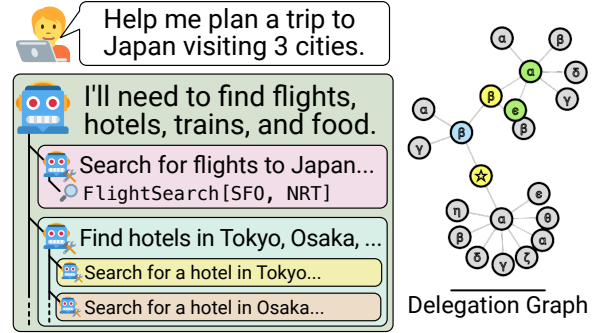 Help me plan a trip to
Japan visiting 3 cities.
I'll need to find flights,
hotels, trains, and food.
Search for flights to Japan...
FlightSearch[SFO, NRT]
Find hotels in Tokyo, Osaka, ...
Search for a hotel in Tokyo...
Search for a hotel in Osaka...
α
β
α
δ
β
γ
ϵ
β
α
β
γ
ϵ
η
α
θ
β
α
δ
γ
ζ
Delegation Graph